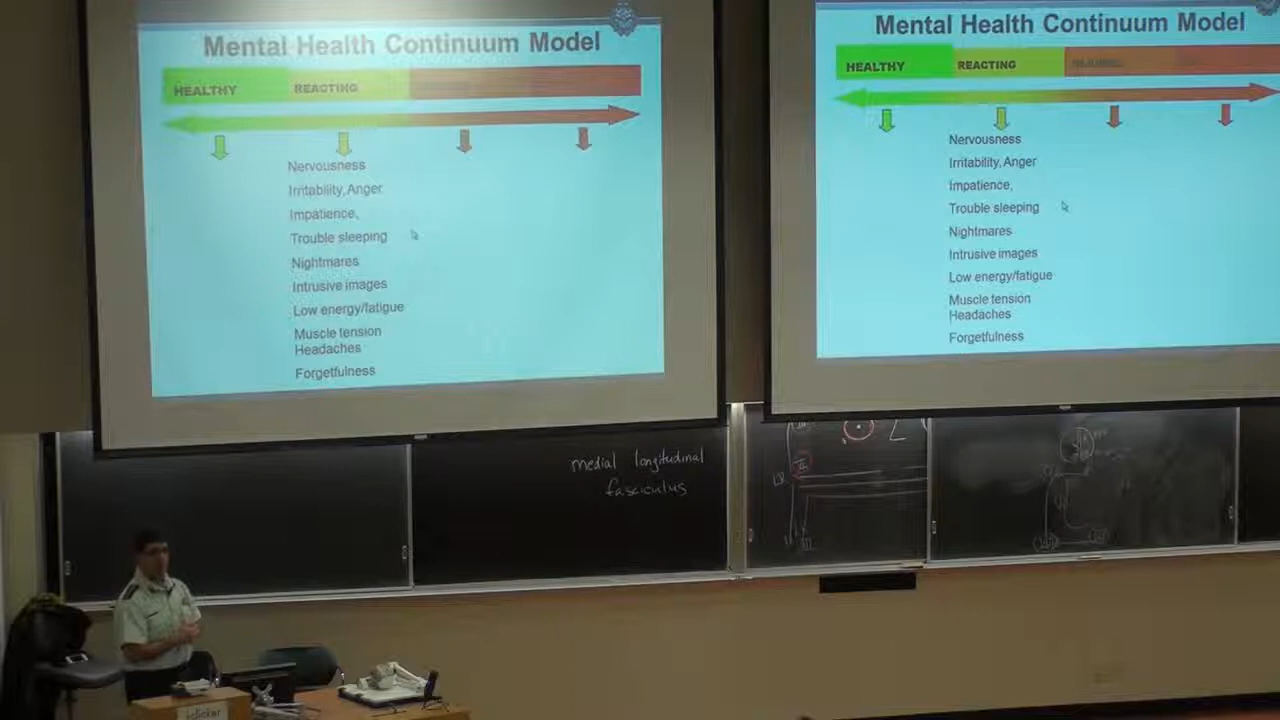 Mental Health Continuum Model
HEALTHY REACTING
Nervousness
Irritability, Anger
Impatience,
Trouble sleeping
Nightmares
Intrusive images
Low energy/fatigue
Muscle tension
Headaches
Forgetfulness
Mental Health Continuum Model
HEALTHY REACTING INJURED
Nervousness
Irritability, Anger
Impatience,
Trouble sleeping
Nightmares
Intrusive images
Low energy/fatigue
Muscle tension
Headaches
Forgetfulness
medial longitudinal
fasciculus
iclicker